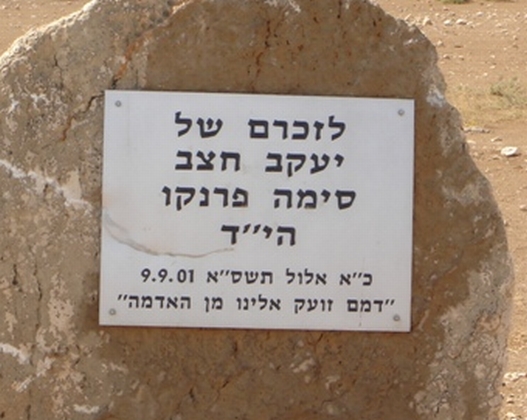 לזכרם של
יעקב חצב
סימה פרנקו
הי"ד
כ"א אלול תשס"א 9.9.01
"דמם זועק אלינו מן האדמה"